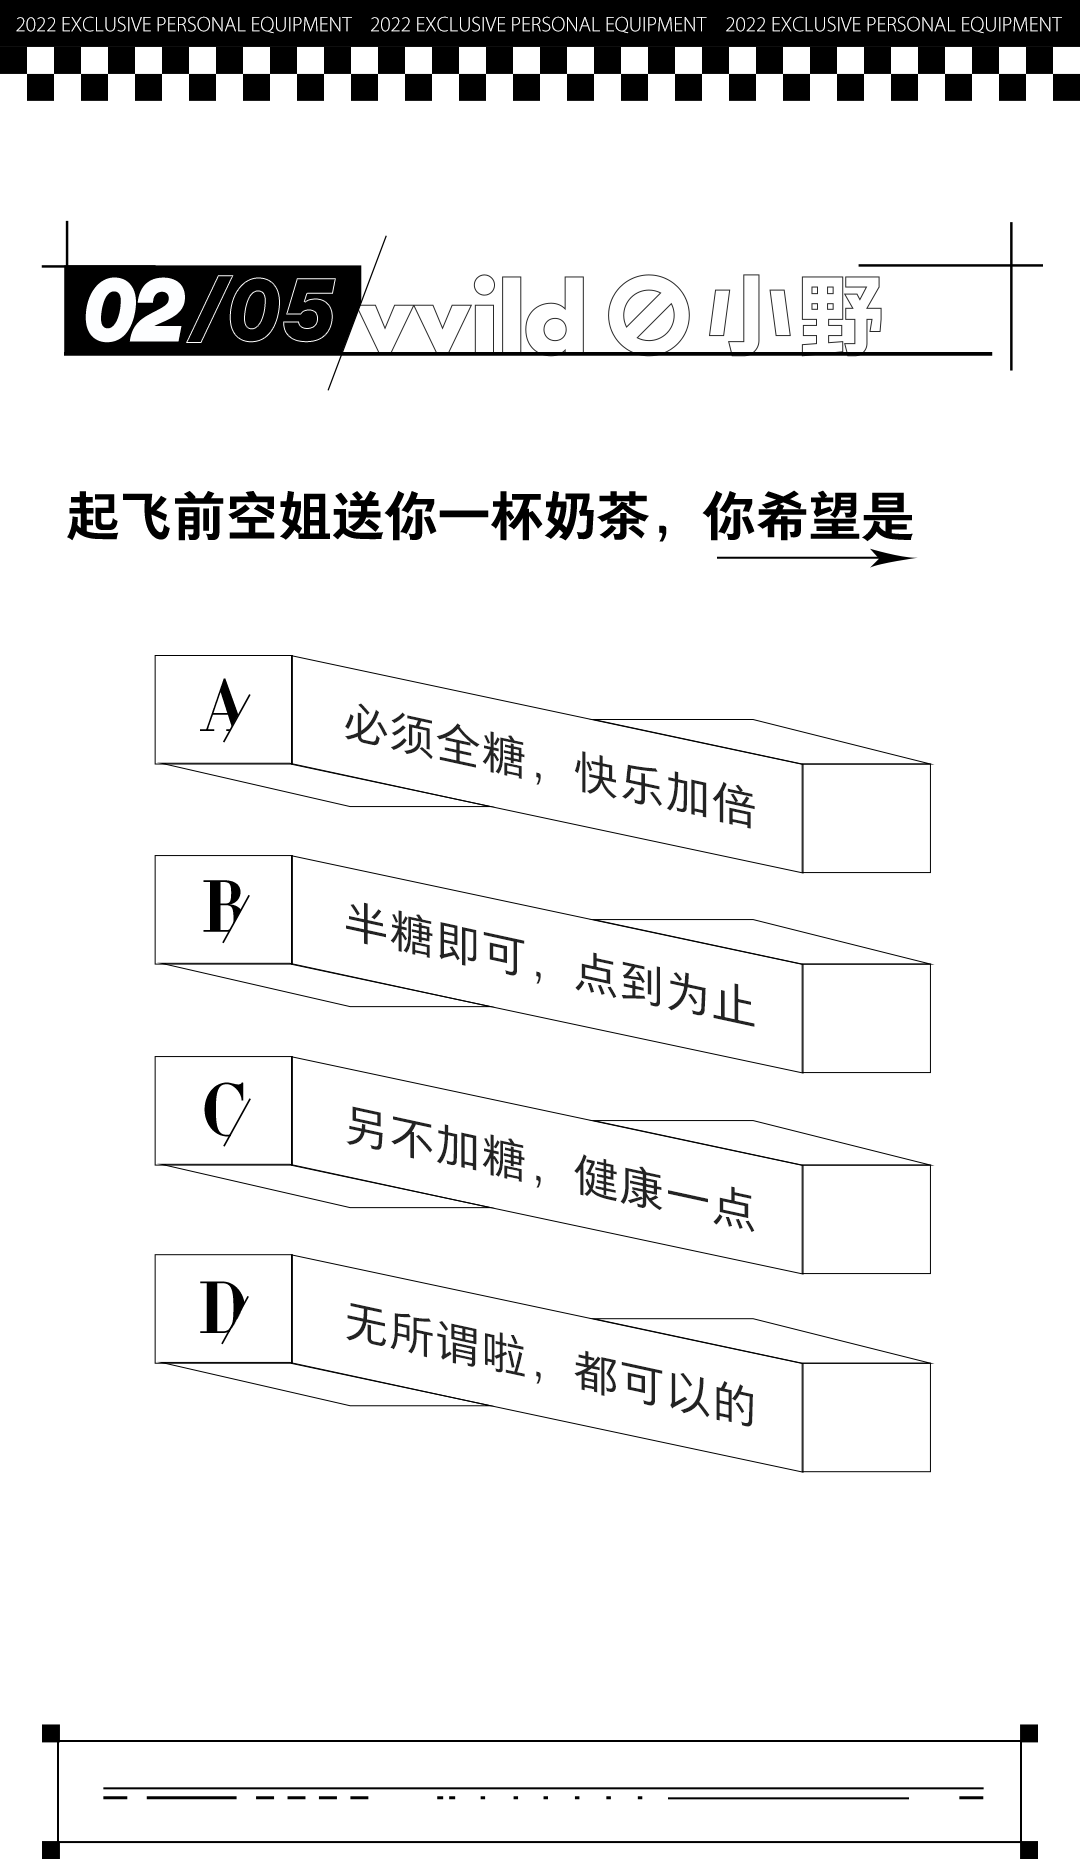 2022 EXCLUSIVE PERSONAL EQUIPMENT 2022 EXCLUSIVE PERSONAL EQUIPMENT 2022 EXCLUSIVE PERSONAL EQUIPMENT
02/05 vvild 小野
起飞前空姐送你一杯奶茶，你希望是
A 必须全糖，快乐加倍
B 半糖即可，点到为止
C 另不加糖，健康一点
D 无所谓啦，都可以的